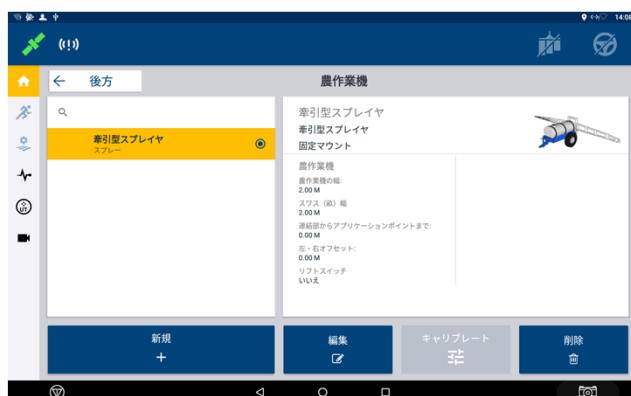 14:08
後方
農作業機
牽引型スプレイヤ
スプレー
牽引型スプレイヤ
牽引型スプレイヤ
固定マウント
農作業機
農作業機の幅:
2.00 M
スワス（畝）幅
2.00 M
連結部からアプリケーションポイントまで:
0.00 M
左・右オフセット:
0.00 M
リフトスイッチ
いいえ
UT
新規
+
編集
キャリブレート
削除